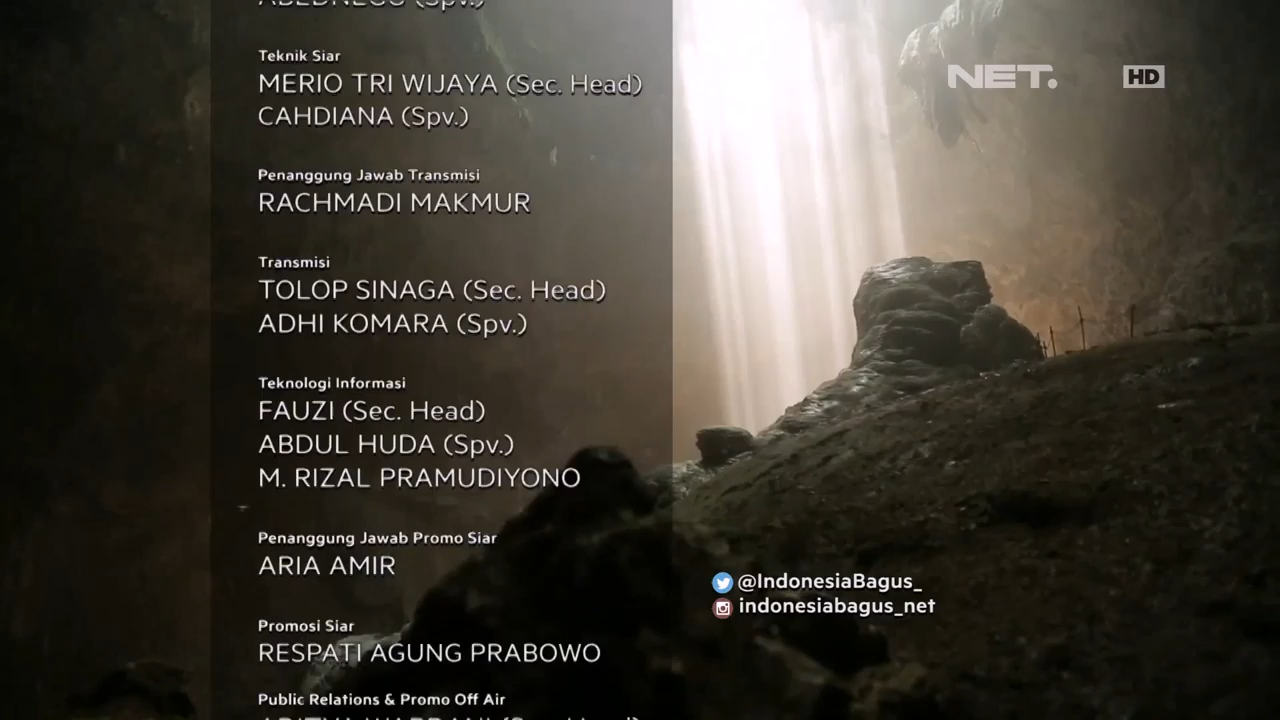 Teknik Siar
MERIO TRI WIJAYA (Sec. Head)
CAHDIANA (Spv.)
Penanggung Jawab Transmisi
RACHMADI MAKMUR
Transmisi
TOLOP SINAGA (Sec. Head)
ADHI KOMARA (Spv.)
Teknologi Informasi
FAUZI (Sec. Head)
ABDUL HUDA (Spv.)
M. RIZAL PRAMUDIYONO
Penanggung Jawab Promo Siar
ARIA AMIR
Promosi Siar
RESPATI AGUNG PRABOWO
Public Relations & Promo Off Air
NET.
HD
@IndonesiaBagus_
indonesiabagus_net